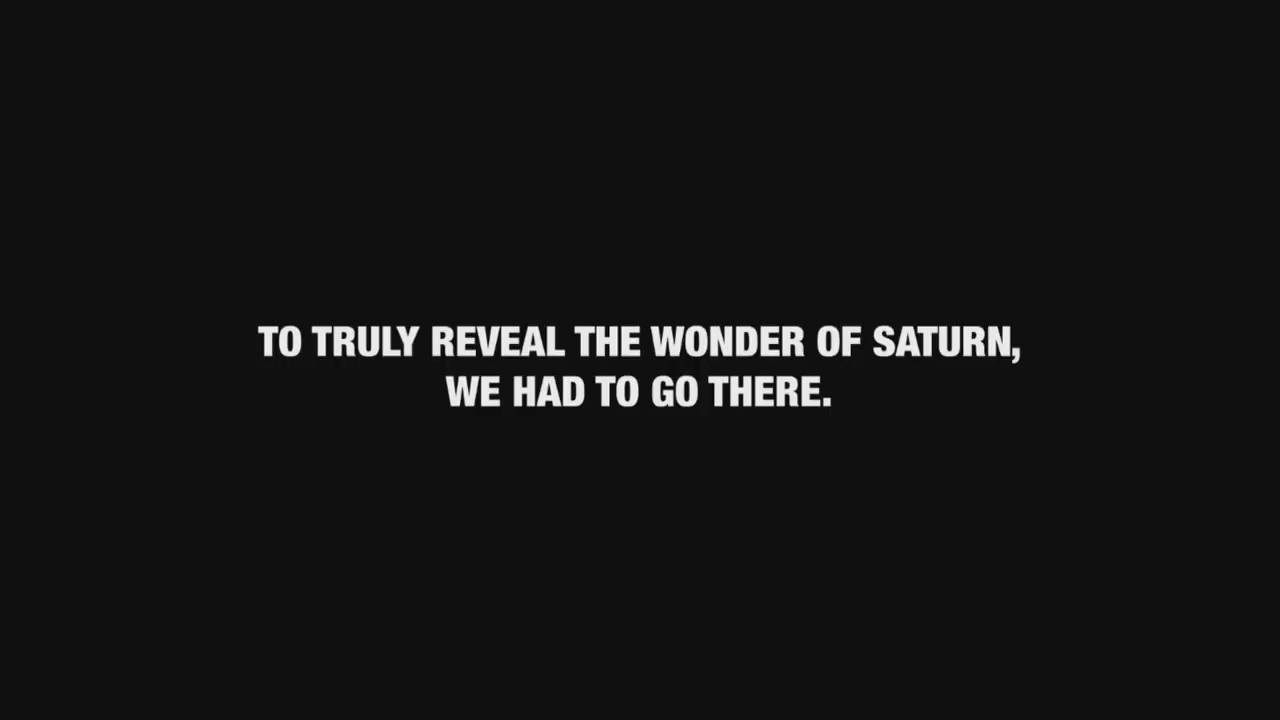 TO TRULY REVEAL THE WONDER OF SATURN,
WE HAD TO GO THERE.